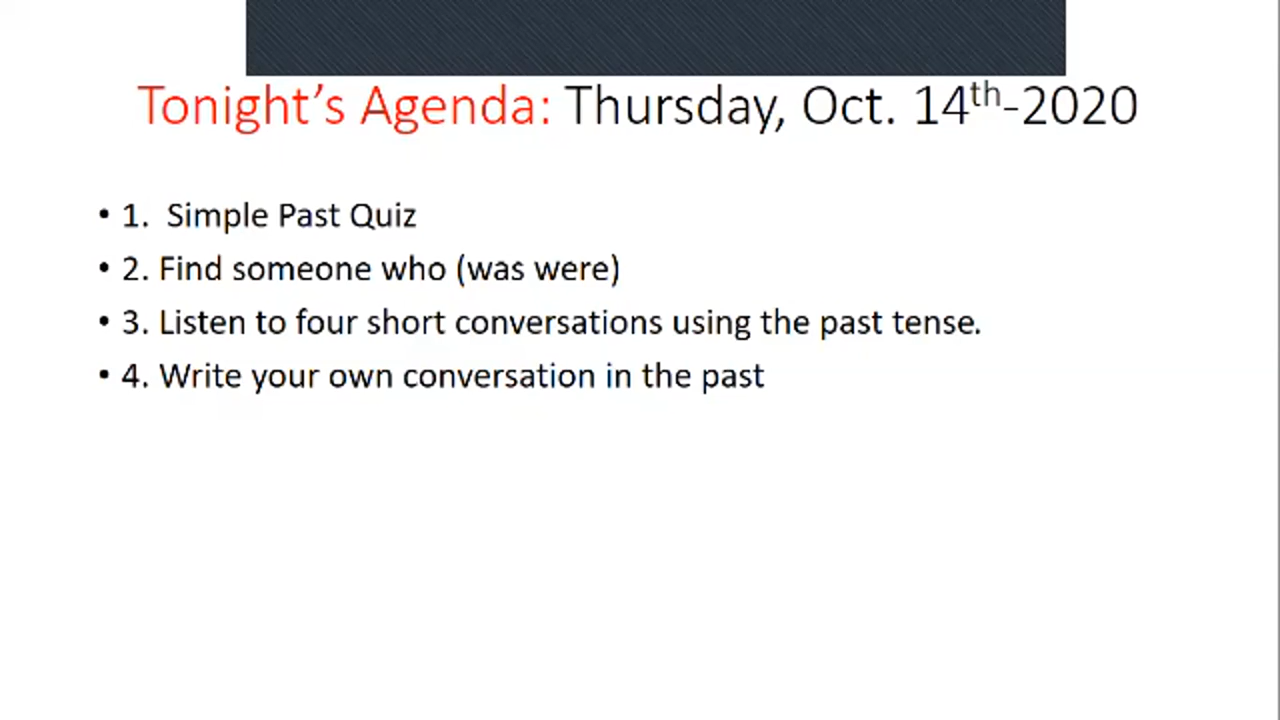 Tonight's Agenda: Thursday, Oct. 14th-2020
• 1.  Simple Past Quiz
• 2. Find someone who (was were)
• 3. Listen to four short conversations using the past tense.
• 4. Write your own conversation in the past